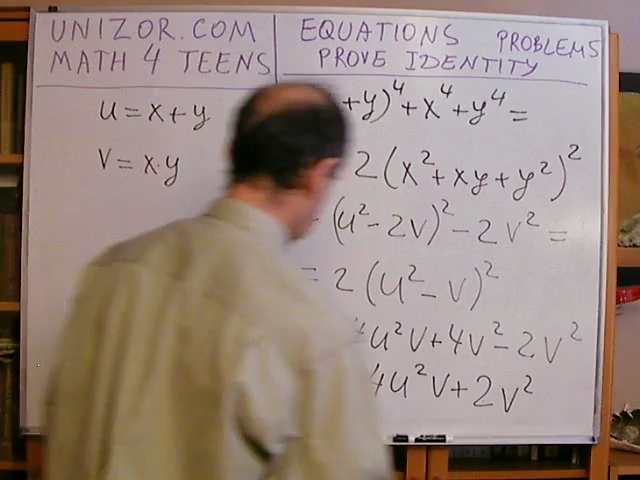 UNIZOR.COM
MATH 4 TEENS
EQUATIONS PROBLEMS
PROVE IDENTITY
u = x + y
v = x·y
+y)⁴ + x⁴ + y⁴ =
2(x² + xy + y²)²
(u² - 2v)² - 2v² =
= 2(u² - v)²
4u²v + 4v² - 2v²
4u²v + 2v²